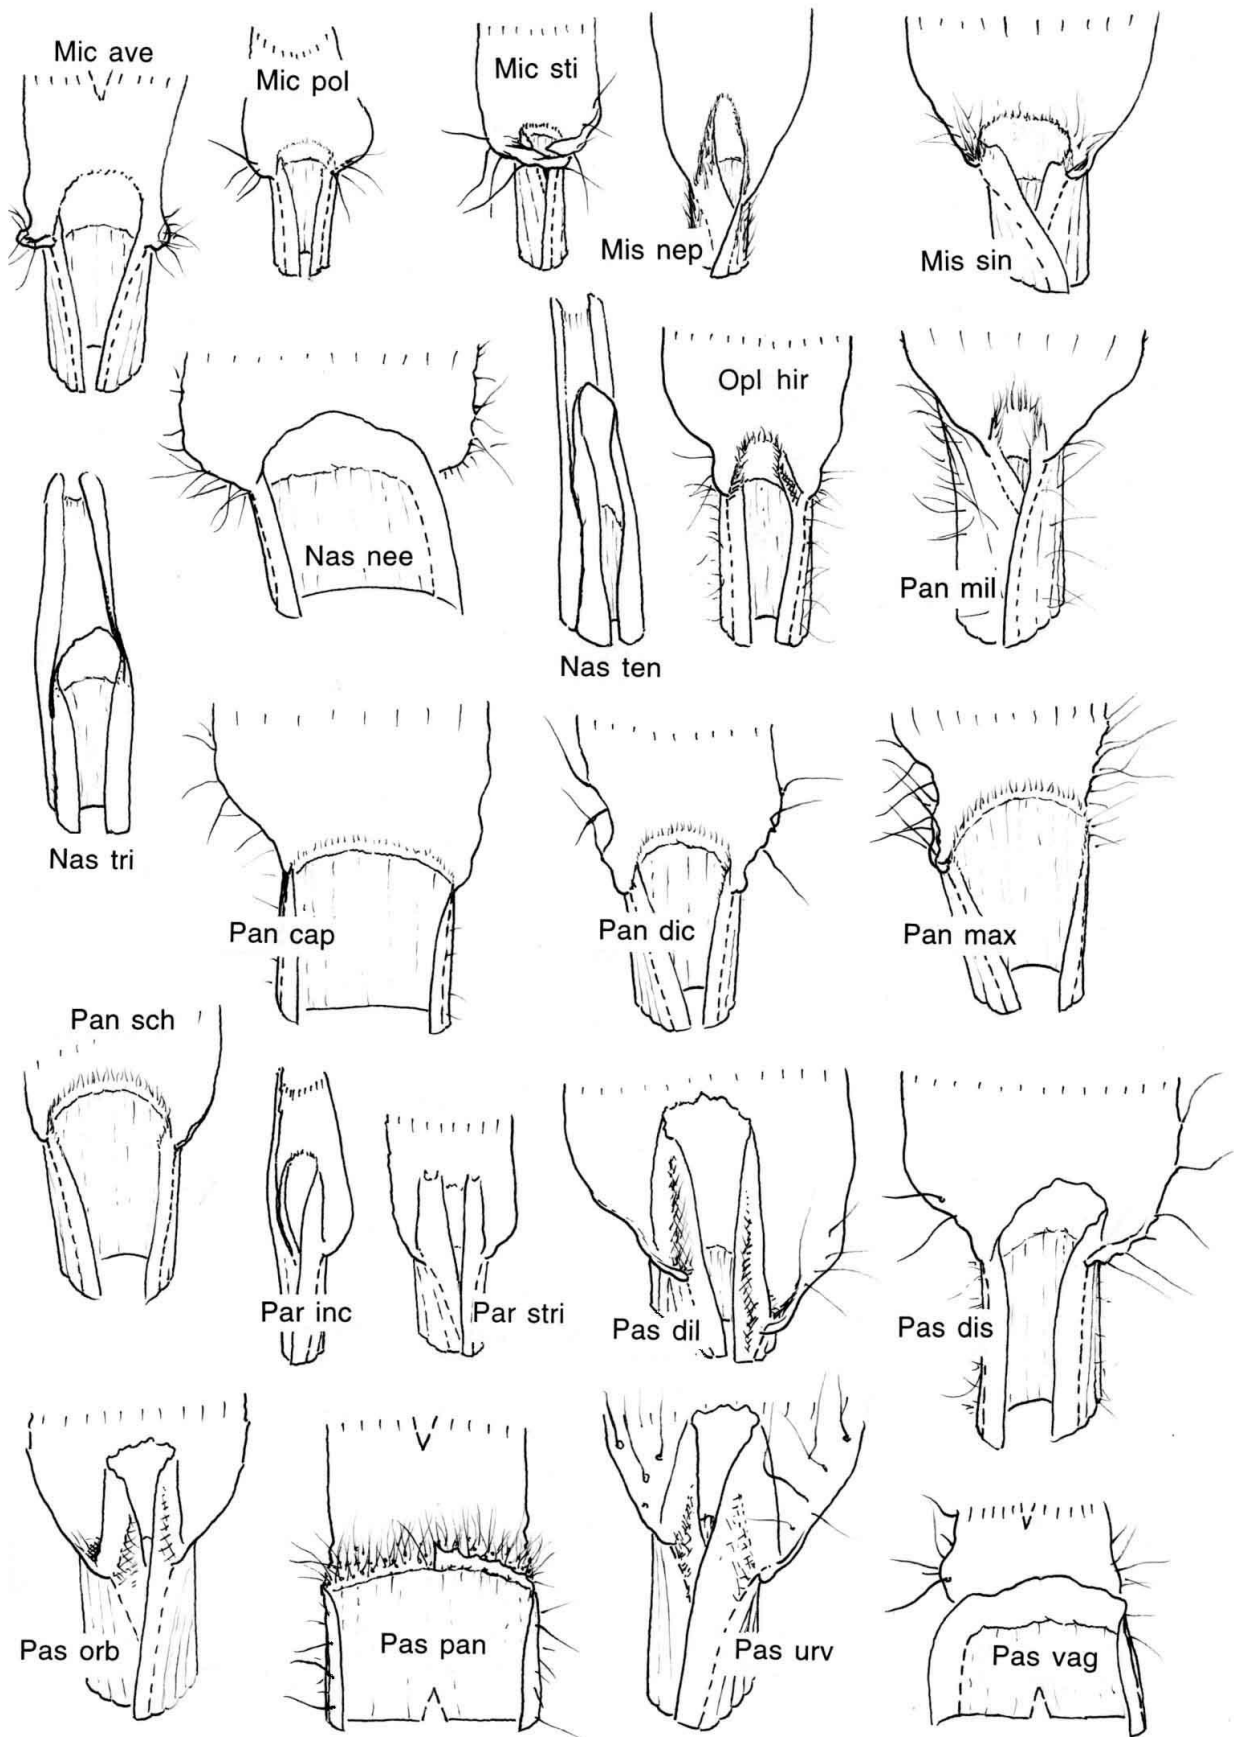 Mic ave
Mic pol
Mic sti
Mis nep
Mis sin
Nas nee
Opl hir
Pan mil
Nas ten
Nas tri
Pan cap
Pan dic
Pan max
Pan sch
Par inc
Par stri
Pas dil
Pas dis
Pas orb
Pas pan
Pas urv
Pas vag